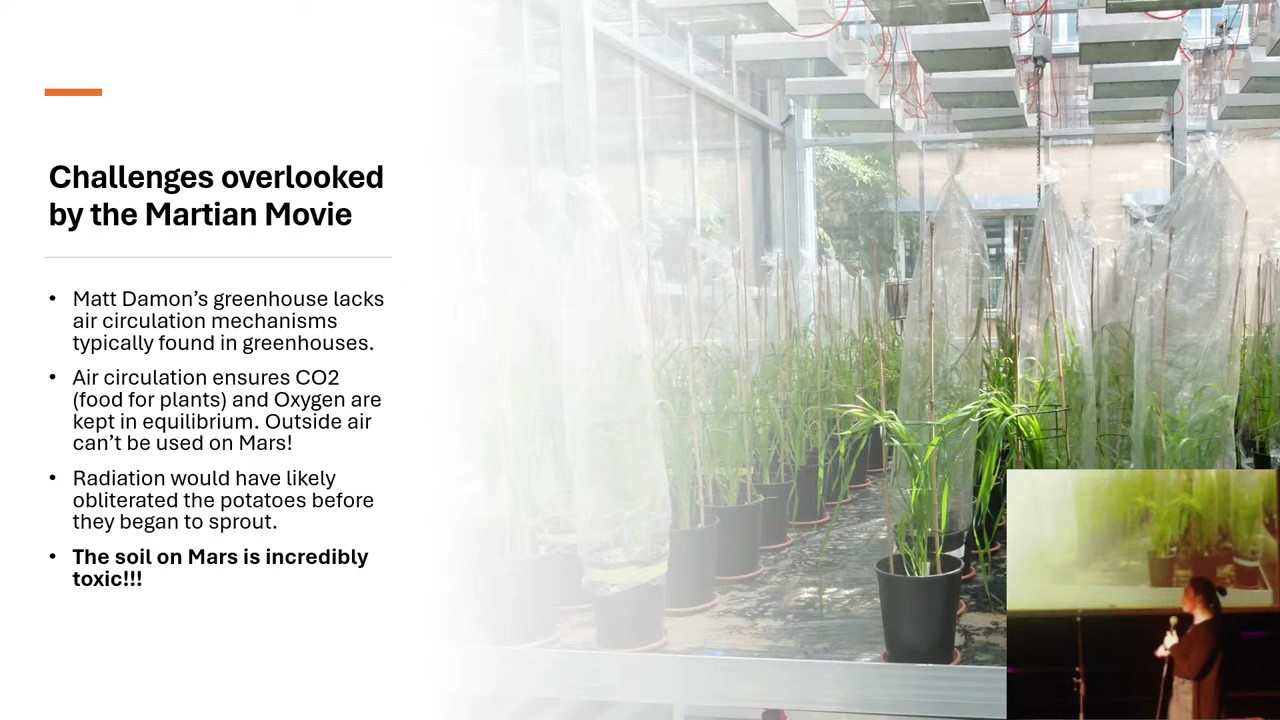 Challenges overlooked
by the Martian Movie
• Matt Damon’s greenhouse lacks
air circulation mechanisms
typically found in greenhouses.
• Air circulation ensures CO2
(food for plants) and Oxygen are
kept in equilibrium. Outside air
can’t be used on Mars!
• Radiation would have likely
obliterated the potatoes before
they began to sprout.
• The soil on Mars is incredibly
toxic!!!